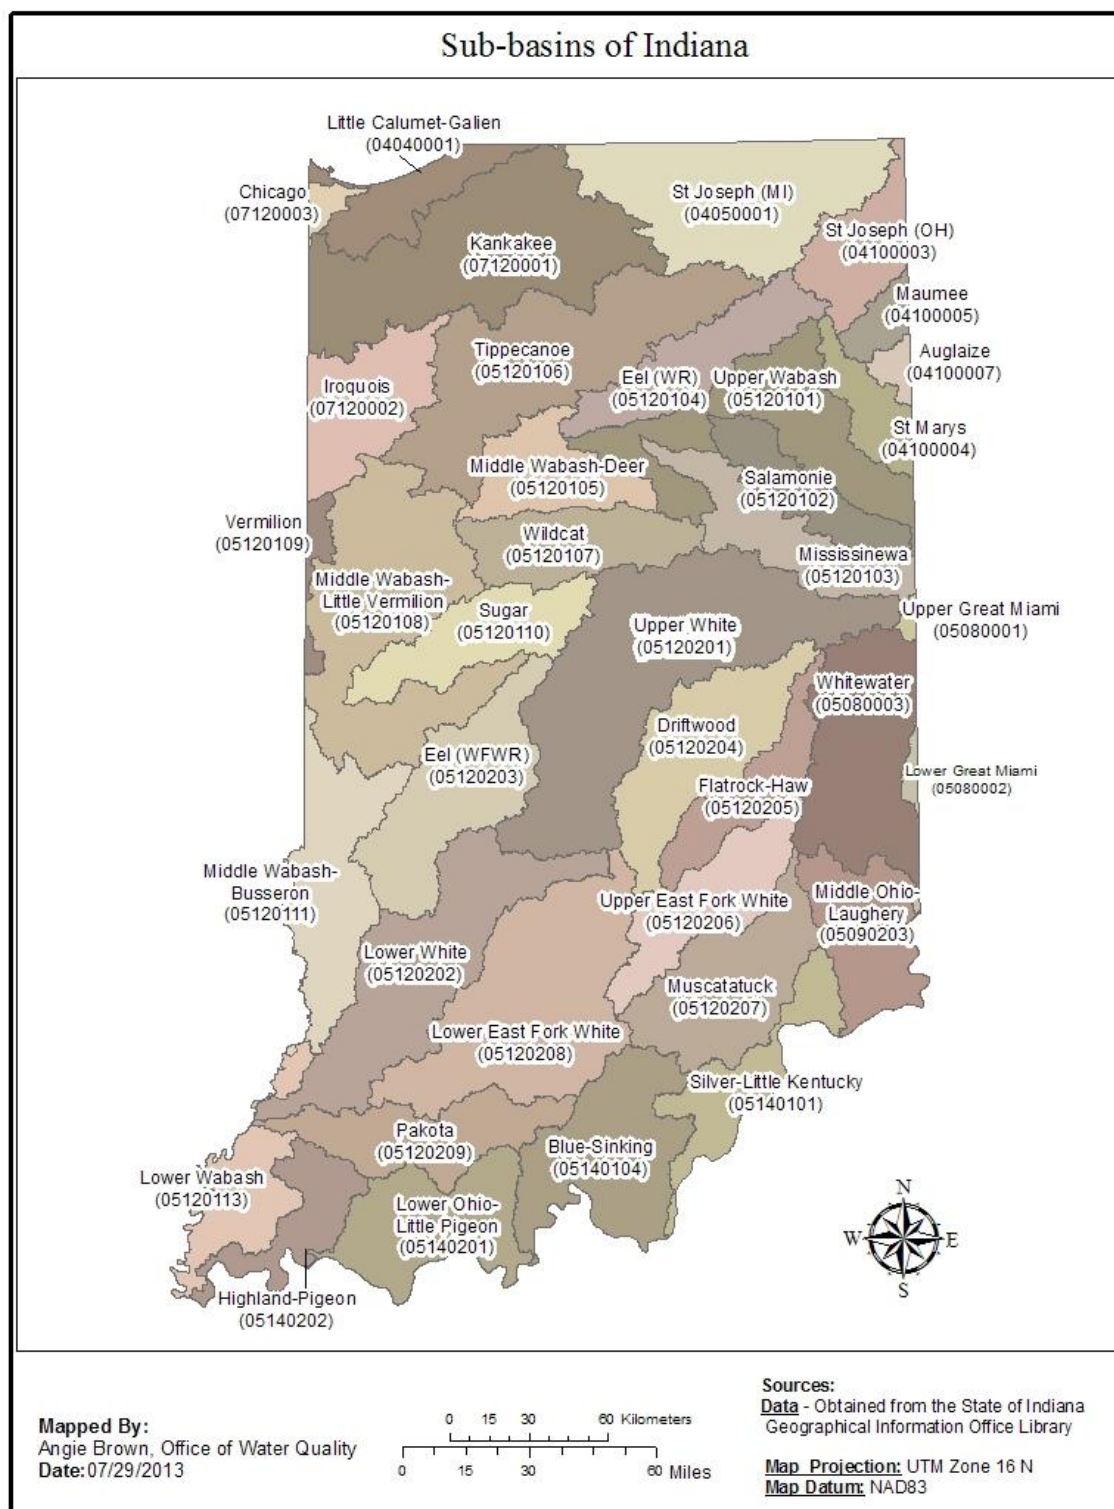 Sub-basins of Indiana
Little Calumet-Galien
(04040001)
Chicago
(07120003)
St Joseph (MI)
(04050001)
St Joseph (OH)
(04100003)
Kankakee
(07120001)
Maumee
(04100005)
Auglaize
(04100007)
Tippecanoe
(05120106)
Eel (WR)
(05120104)
Upper Wabash
(05120101)
Iroquois
(07120002)
St Marys
(04100004)
Middle Wabash-Deer
(05120105)
Salamonie
(05120102)
Vermilion
(05120109)
Wildcat
(05120107)
Mississinewa
(05120103)
Middle Wabash-
Little Vermilion
(05120108)
Sugar
(05120110)
Upper White
(05120201)
Upper Great Miami
(05080001)
Whitewater
(05080003)
Driftwood
(05120204)
Eel (WFWR)
(05120203)
Flatrock-Haw
(05120205)
Lower Great Miami
(05080002)
Middle Wabash-
Busseron
(05120111)
Upper East Fork White
(05120206)
Middle Ohio-
Laughery
(05090203)
Lower White
(05120202)
Muscatatuck
(05120207)
Lower East Fork White
(05120208)
Silver-Little Kentucky
(05140101)
Pakota
(05120209)
Blue-Sinking
(05140104)
Lower Wabash
(05120113)
Lower Ohio-
Little Pigeon
(05140201)
Highland-Pigeon
(05140202)
N
W E
S
Mapped By:
Angie Brown, Office of Water Quality
Date:07/29/2013
0 15 30 60 Kilometers
0 15 30 60 Miles
Sources:
Data - Obtained from the State of Indiana
Geographical Information Office Library
Map Projection: UTM Zone 16 N
Map Datum: NAD83